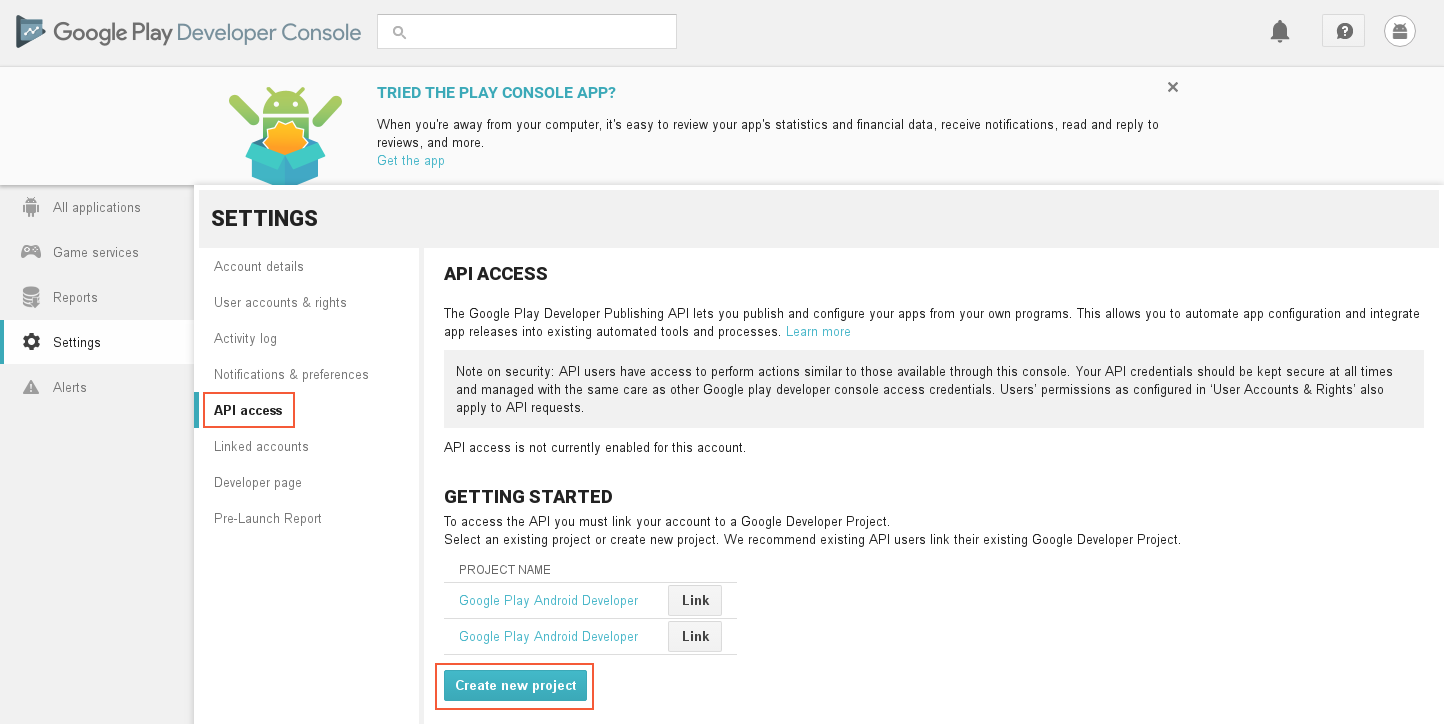 Google Play Developer Console
TRIED THE PLAY CONSOLE APP?
When you're away from your computer, it's easy to review your app's statistics and financial data, receive notifications, read and reply to
reviews, and more.
Get the app
All applications
Game services
Reports
Settings
Alerts
SETTINGS
Account details
User accounts & rights
Activity log
Notifications & preferences
API access
Linked accounts
Developer page
Pre-Launch Report
API ACCESS
The Google Play Developer Publishing API lets you publish and configure your apps from your own programs. This allows you to automate app configuration and integrate
app releases into existing automated tools and processes. Learn more
Note on security: API users have access to perform actions similar to those available through this console. Your API credentials should be kept secure at all times
and managed with the same care as other Google play developer console access credentials. Users' permissions as configured in ‘User Accounts & Rights’ also
apply to API requests.
API access is not currently enabled for this account.
GETTING STARTED
To access the API you must link your account to a Google Developer Project.
Select an existing project or create new project. We recommend existing API users link their existing Google Developer Project.
PROJECT NAME
Google Play Android Developer Link
Google Play Android Developer Link
Create new project